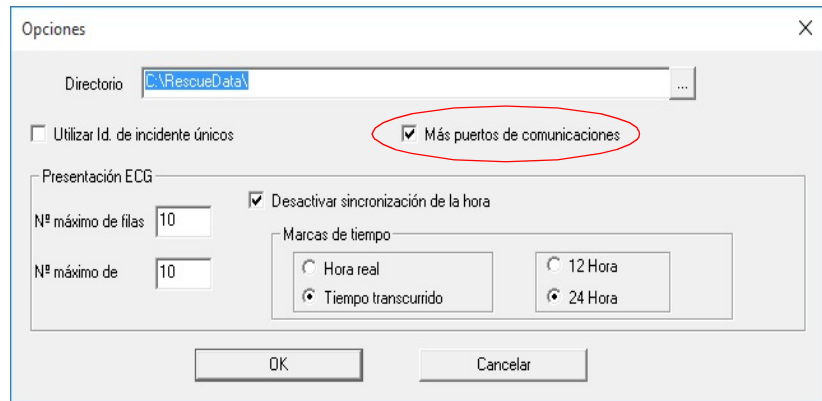 Opciones
Directorio C:\RescueData\ ...
Utilizar Id. de incidente únicos Más puertos de comunicaciones
Presentación ECG
Desactivar sincronización de la hora
Nº máximo de filas 10
Marcas de tiempo
Hora real 12 Hora
Nº máximo de 10
Tiempo transcurrido 24 Hora
OK Cancelar